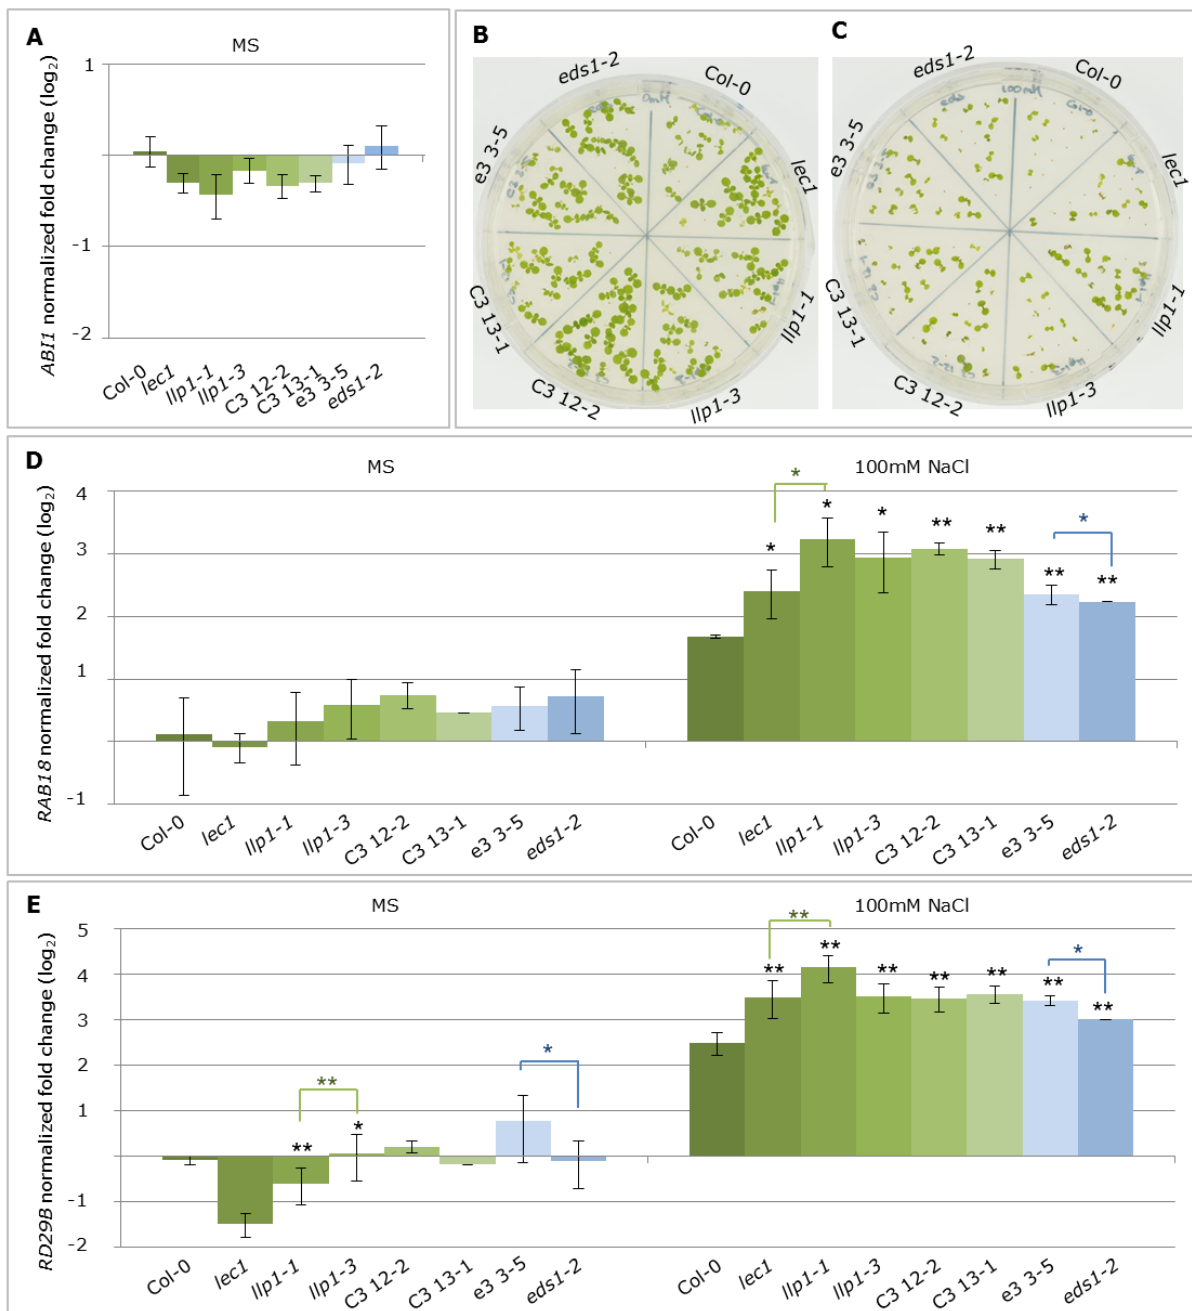 A
MS
ABI1 normalized fold change (log2)
1
-1
-2
Col-0
lec1
llp1-1
llp1-3
C3 12-2
C3 13-1
e3 3-5
eds1-2
B
eds1-2
Col-0
e3 3-5
lec1
C3 13-1
llp1-1
C3 12-2
llp1-3
0mM
C
eds1-2
Col-0
e3 3-5
lec1
C3 13-1
llp1-1
C3 12-2
llp1-3
eds
100mM
D
MS
100mM NaCl
RAB18 normalized fold change (log2)
4
3
2
1
-1
*
*
*
*
**
**
**
*
**
Col-0
lec1
llp1-1
llp1-3
C3 12-2
C3 13-1
e3 3-5
eds1-2
Col-0
lec1
llp1-1
llp1-3
C3 12-2
C3 13-1
e3 3-5
eds1-2
E
MS
100mM NaCl
RD29B normalized fold change (log2)
5
4
3
2
1
-1
-2
**
**
*
*
**
**
**
**
**
**
**
*
**
Col-0
lec1
llp1-1
llp1-3
C3 12-2
C3 13-1
e3 3-5
eds1-2
Col-0
lec1
llp1-1
llp1-3
C3 12-2
C3 13-1
e3 3-5
eds1-2